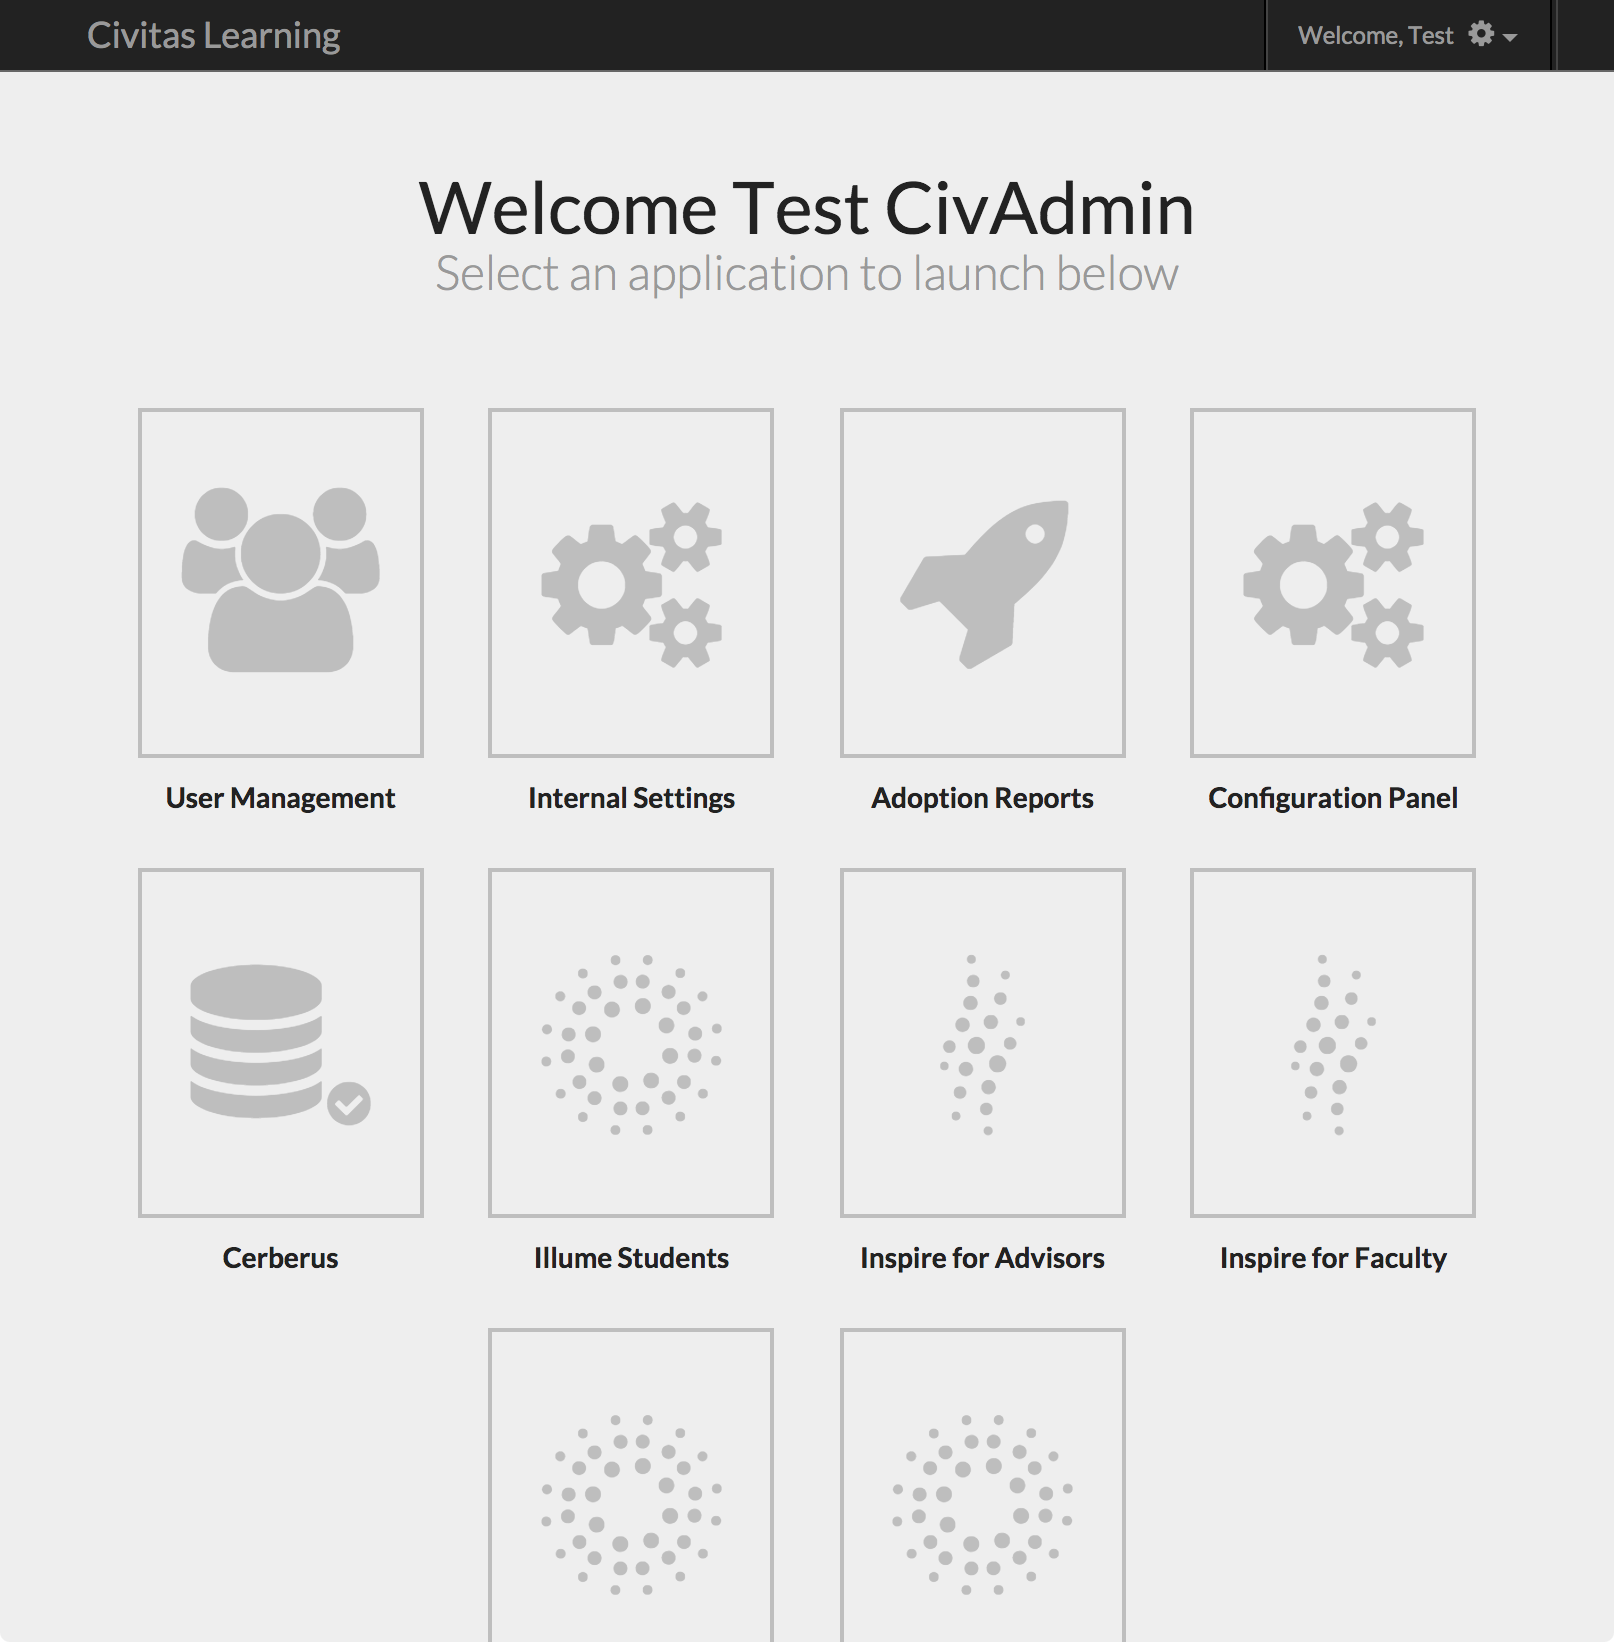 Civitas Learning
Welcome, Test
Welcome Test CivAdmin
Select an application to launch below
User Management
Internal Settings
Adoption Reports
Configuration Panel
Cerberus
Illume Students
Inspire for Advisors
Inspire for Faculty